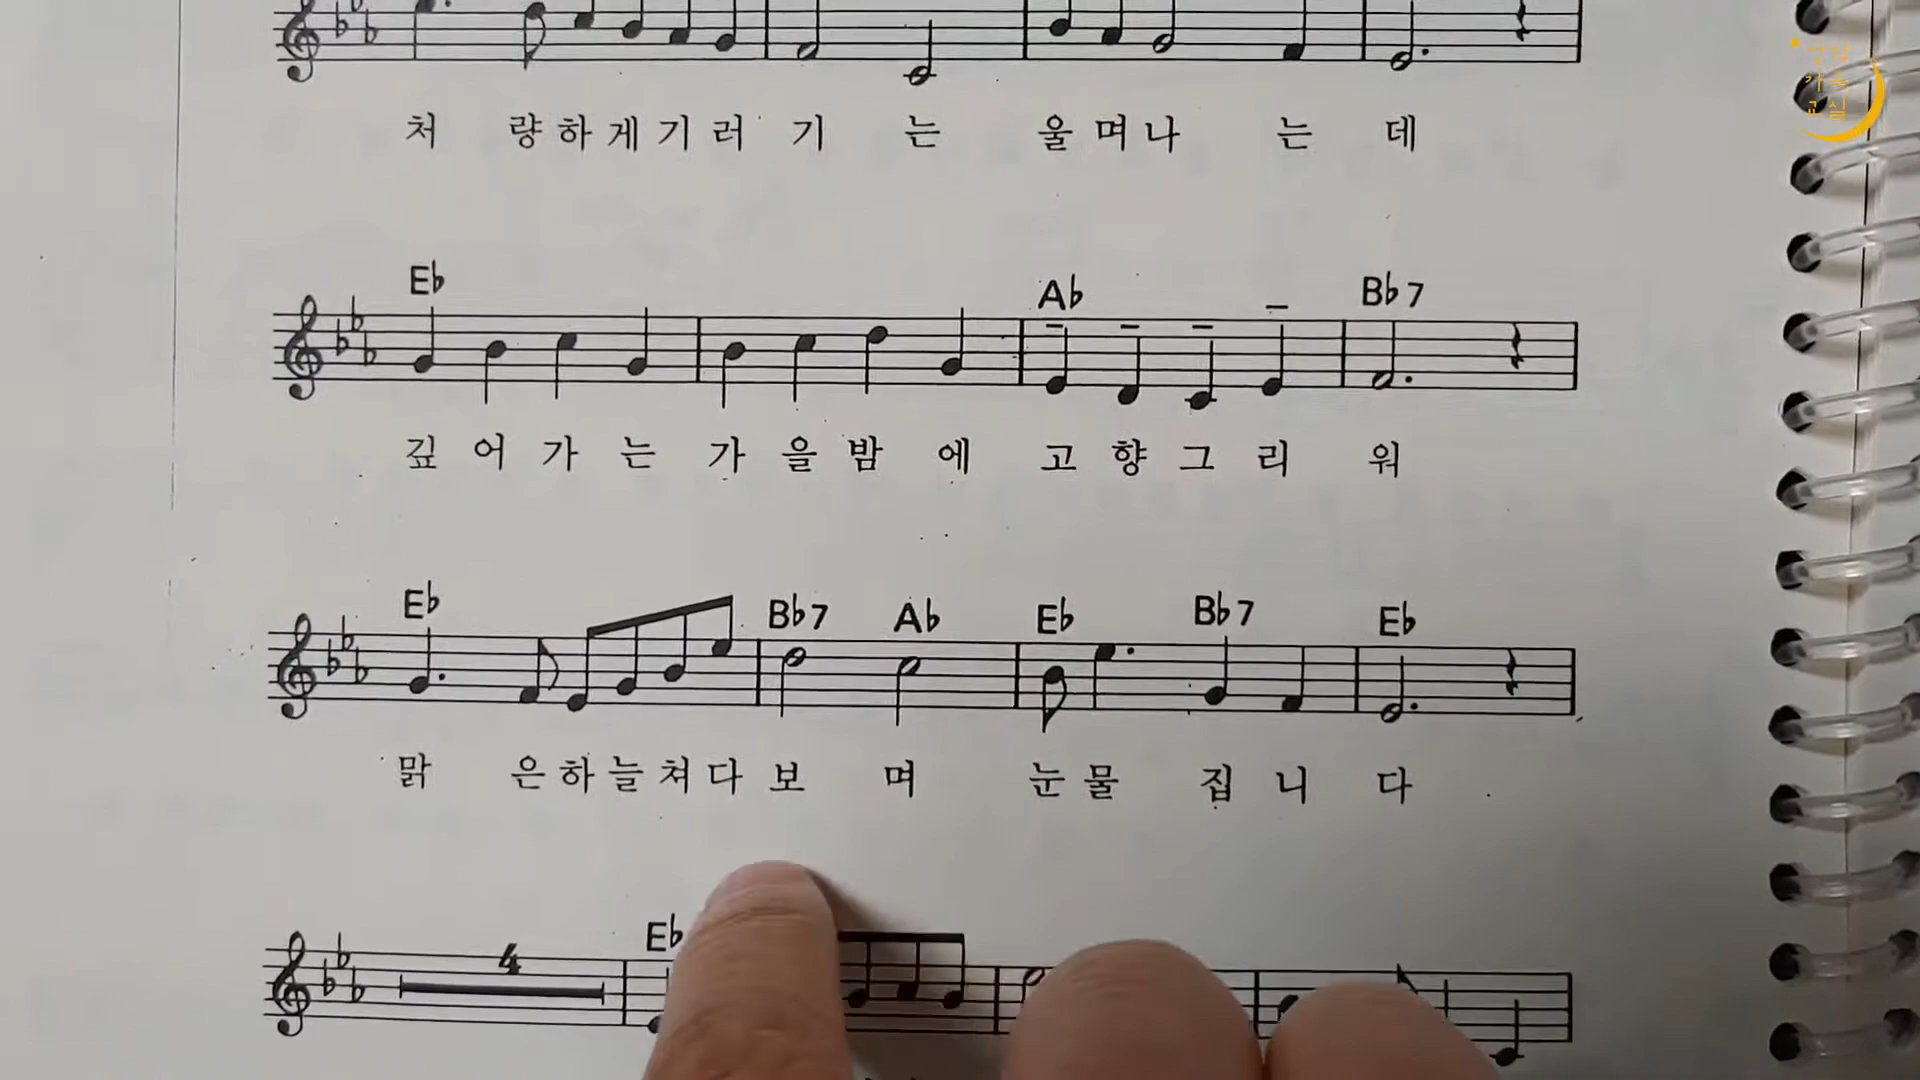 처 량하게기러 기 는 울며나 는 데
Eb Ab Bb7
깊 어 가 는 가 을 밤 에 고 향 그 리 워
Eb Bb7 Ab Eb Bb7 Eb
맑 은하늘쳐다 보 며 눈물 집 니 다
4 Eb